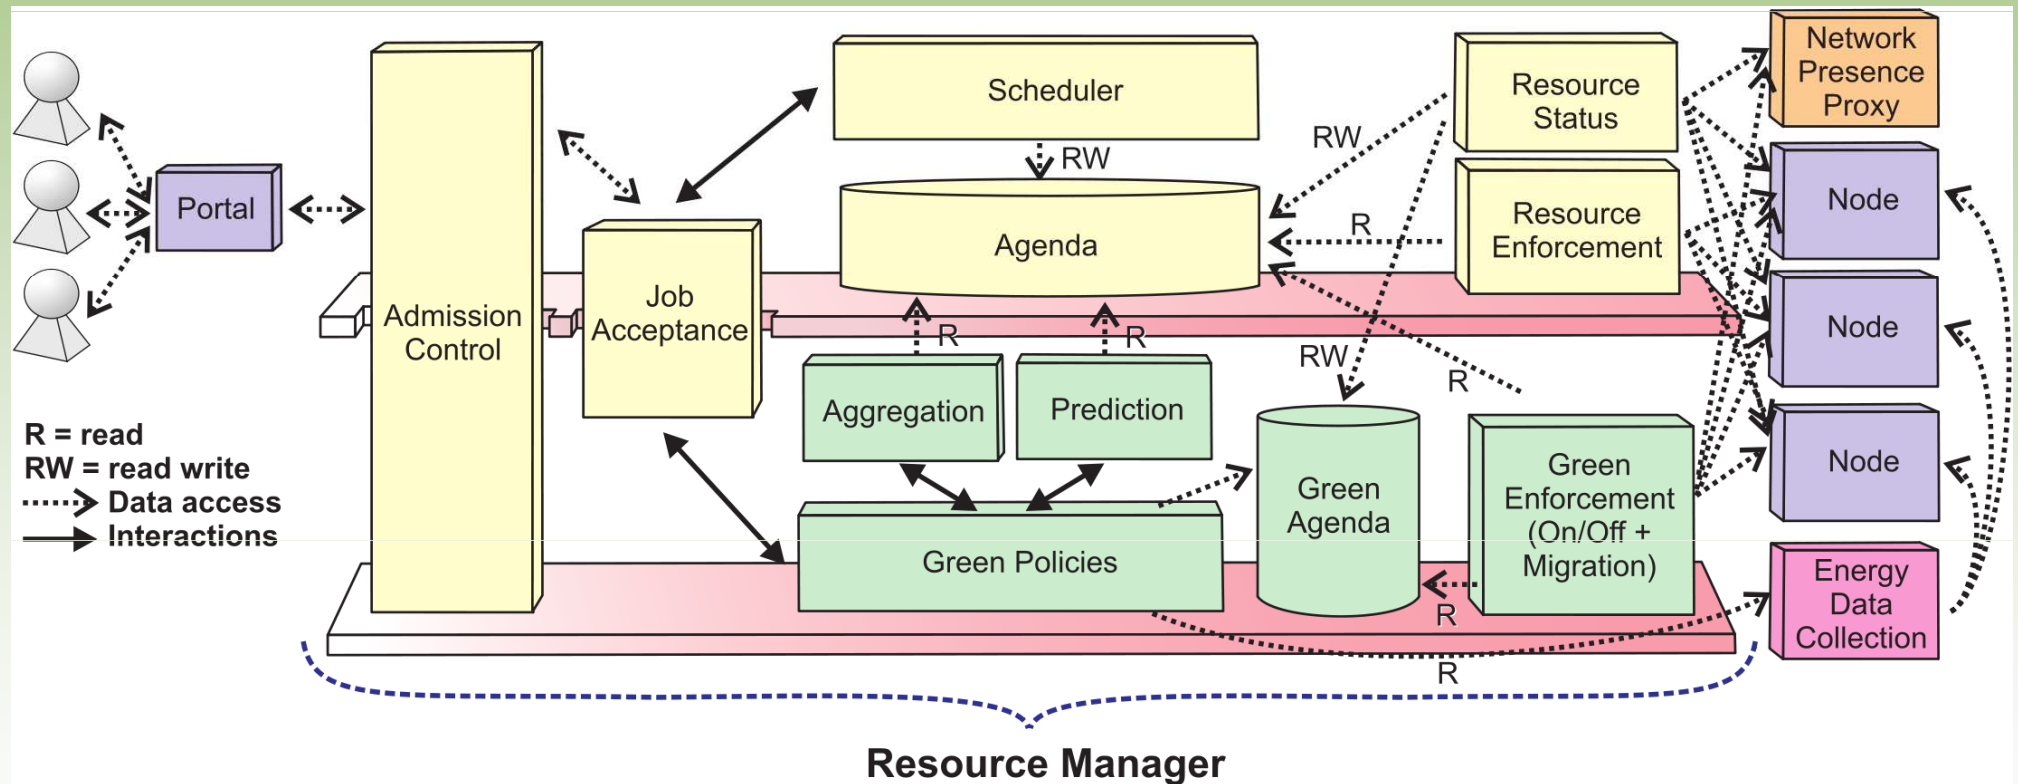 Network
Presence
Proxy
Scheduler
Resource
Status
RW
RW
Portal
Node
Resource
Enforcement
R
Agenda
Job
Acceptance
Admission
Control
R
R
RW
R
Node
Aggregation
Prediction
R = read
RW = read write
Data access
Interactions
Green
Agenda
Green
Enforcement
(On/Off +
Migration)
Node
Green Policies
R
R
Energy
Data
Collection
Resource Manager